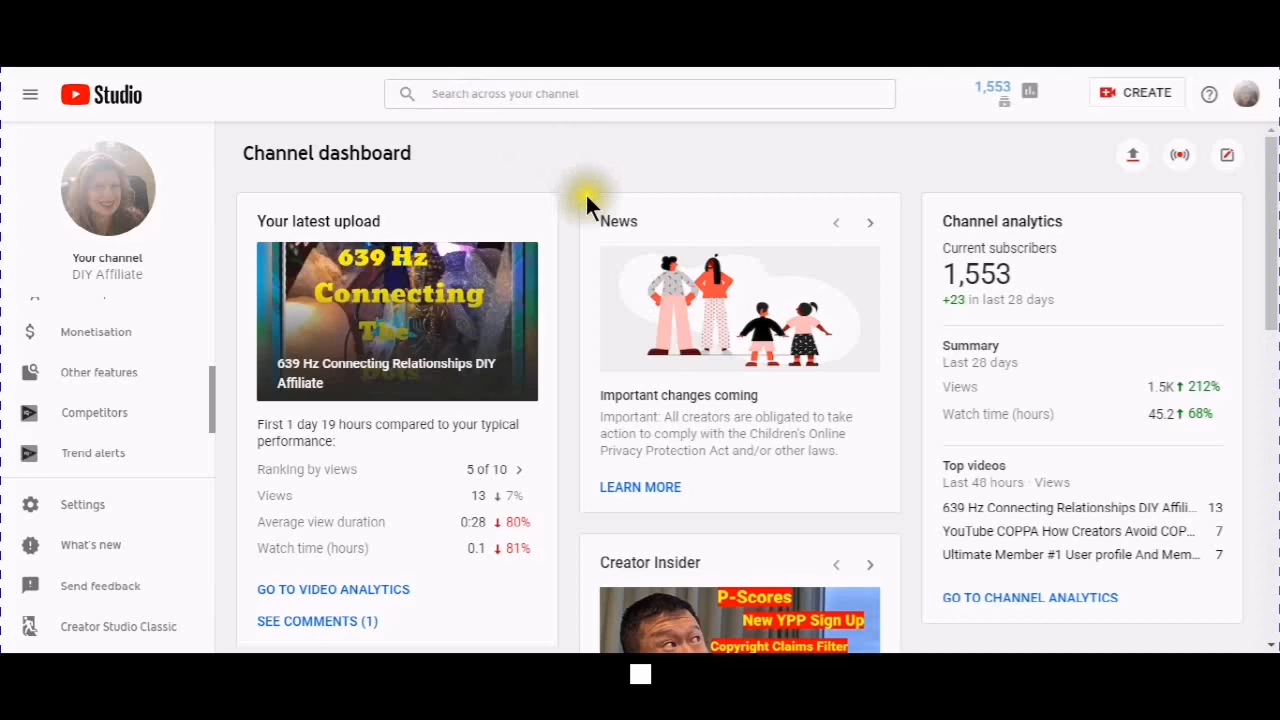 Studio
Search across your channel
1,553
CREATE
Your channel
DIY Affiliate
Monetisation
Other features
Competitors
Trend alerts
Settings
What's new
Send feedback
Creator Studio Classic
Channel dashboard
Your latest upload
639 Hz
Connecting
The
Dots
639 Hz Connecting Relationships DIY
Affiliate
First 1 day 19 hours compared to your typical
performance:
Ranking by views 5 of 10
Views 13 7%
Average view duration 0:28 80%
Watch time (hours) 0.1 81%
GO TO VIDEO ANALYTICS
SEE COMMENTS (1)
News
Important changes coming
Important: All creators are obligated to take
action to comply with the Children's Online
Privacy Protection Act and/or other laws.
LEARN MORE
Creator Insider
P-Scores
New YPP Sign Up
Copyright Claims Filter
Channel analytics
Current subscribers
1,553
+23 in last 28 days
Summary
Last 28 days
Views 1.5K 212%
Watch time (hours) 45.2 68%
Top videos
Last 48 hours · Views
639 Hz Connecting Relationships DIY Affili... 13
YouTube COPPA How Creators Avoid COP... 7
Ultimate Member #1 User profile And Mem... 7
GO TO CHANNEL ANALYTICS